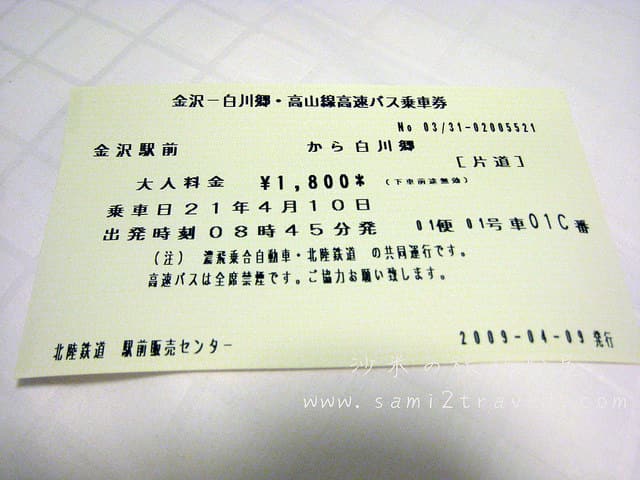 金沢－白川郷・高山線高速バス乗車券
No 03/31-02005521
金沢駅前 から白川郷
[片道]
大人料金 ¥1,800* (下車前途無効)
乗車日21年4月10日
出発時刻08時45分発 01便 01号車01C番
(注) 濃飛乗合自動車・北陸鉄道 の共同運行です。
高速バスは全席禁煙です。ご協力お願い致します。
北陸鉄道 駅前販売センター 2009-04-09 発行
沙米の
www.sami2travel.com